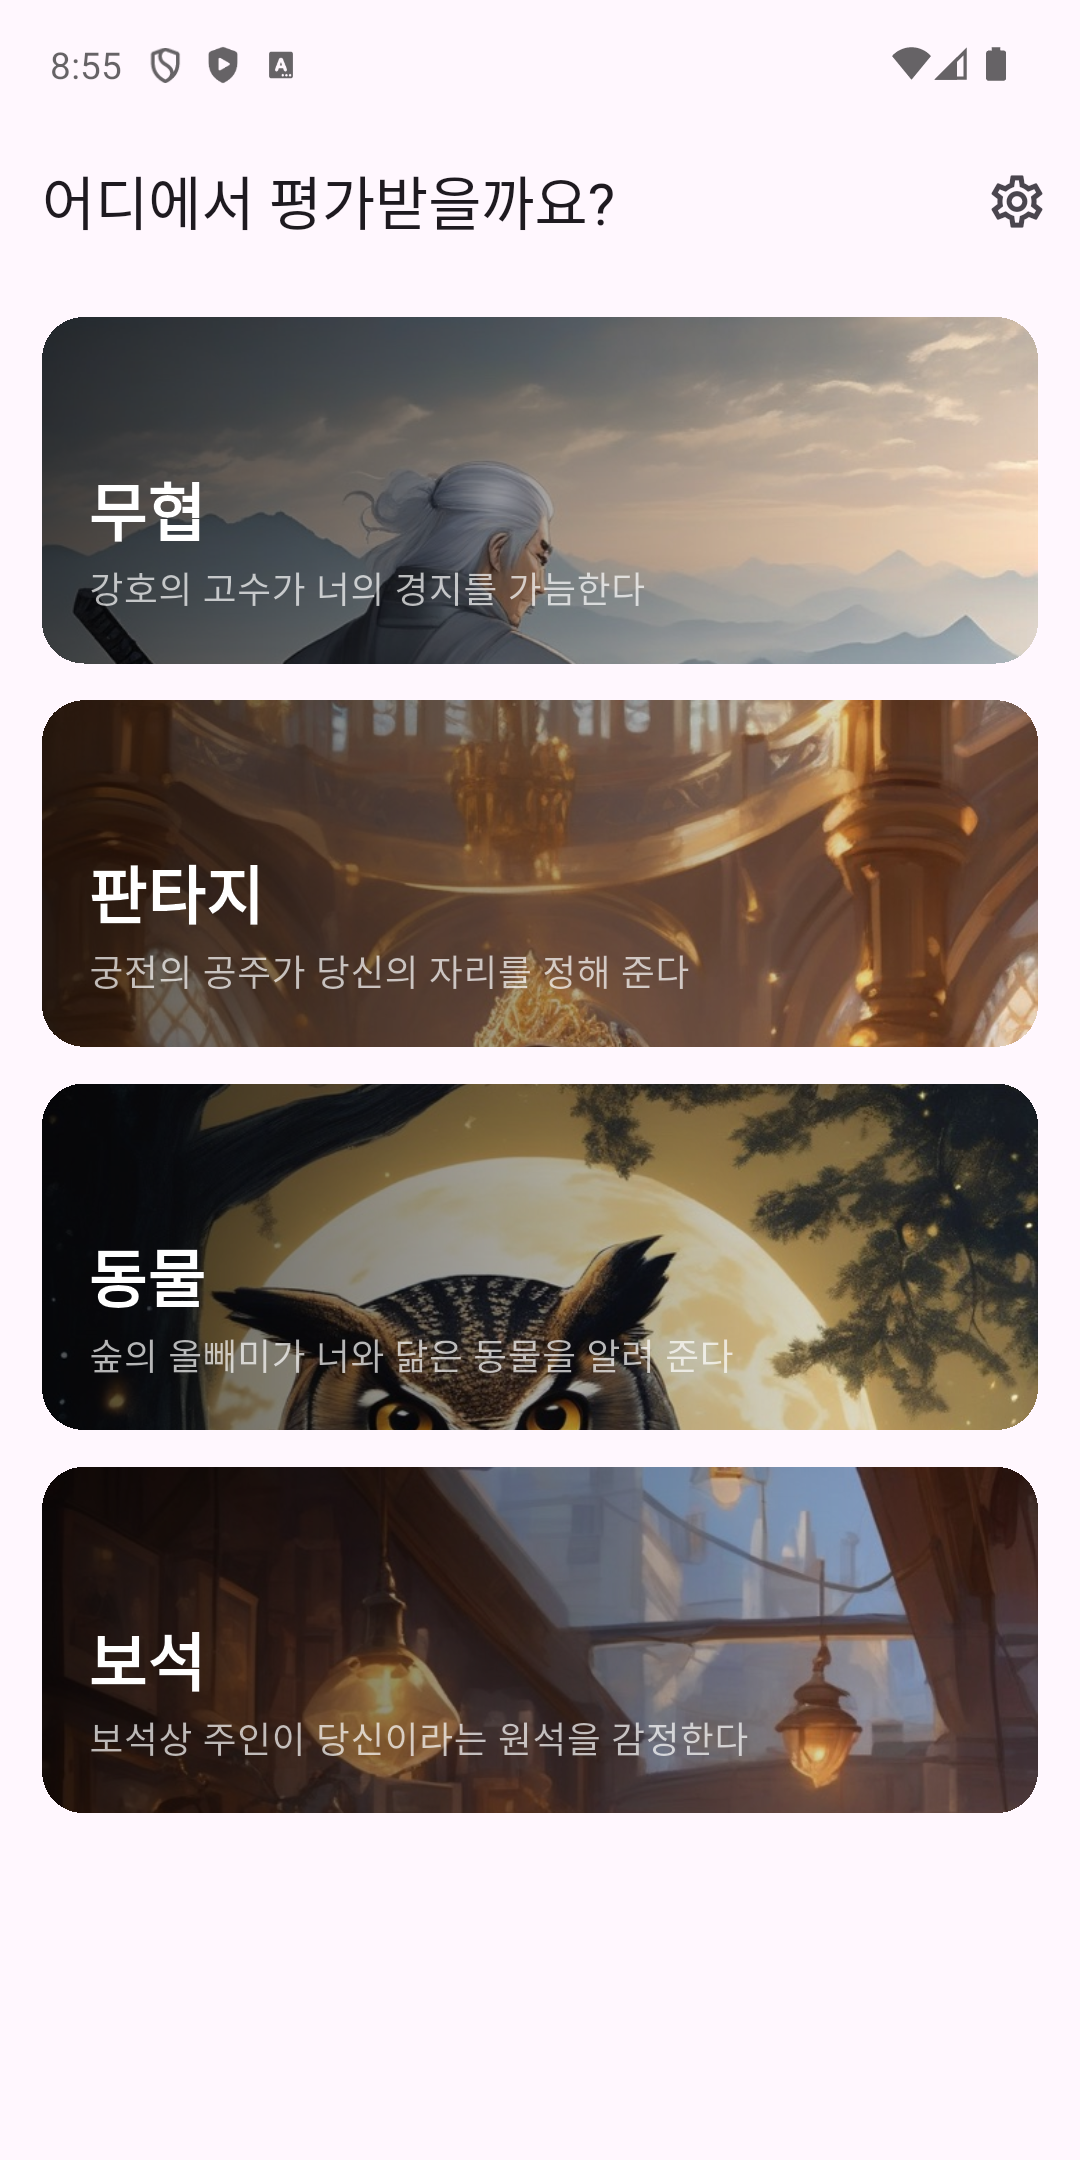 8:55
어디에서 평가받을까요?
무협
강호의 고수가 너의 경지를 가늠한다
판타지
궁전의 공주가 당신의 자리를 정해 준다
동물
숲의 올빼미가 너와 닮은 동물을 알려 준다
보석
보석상 주인이 당신이라는 원석을 감정한다